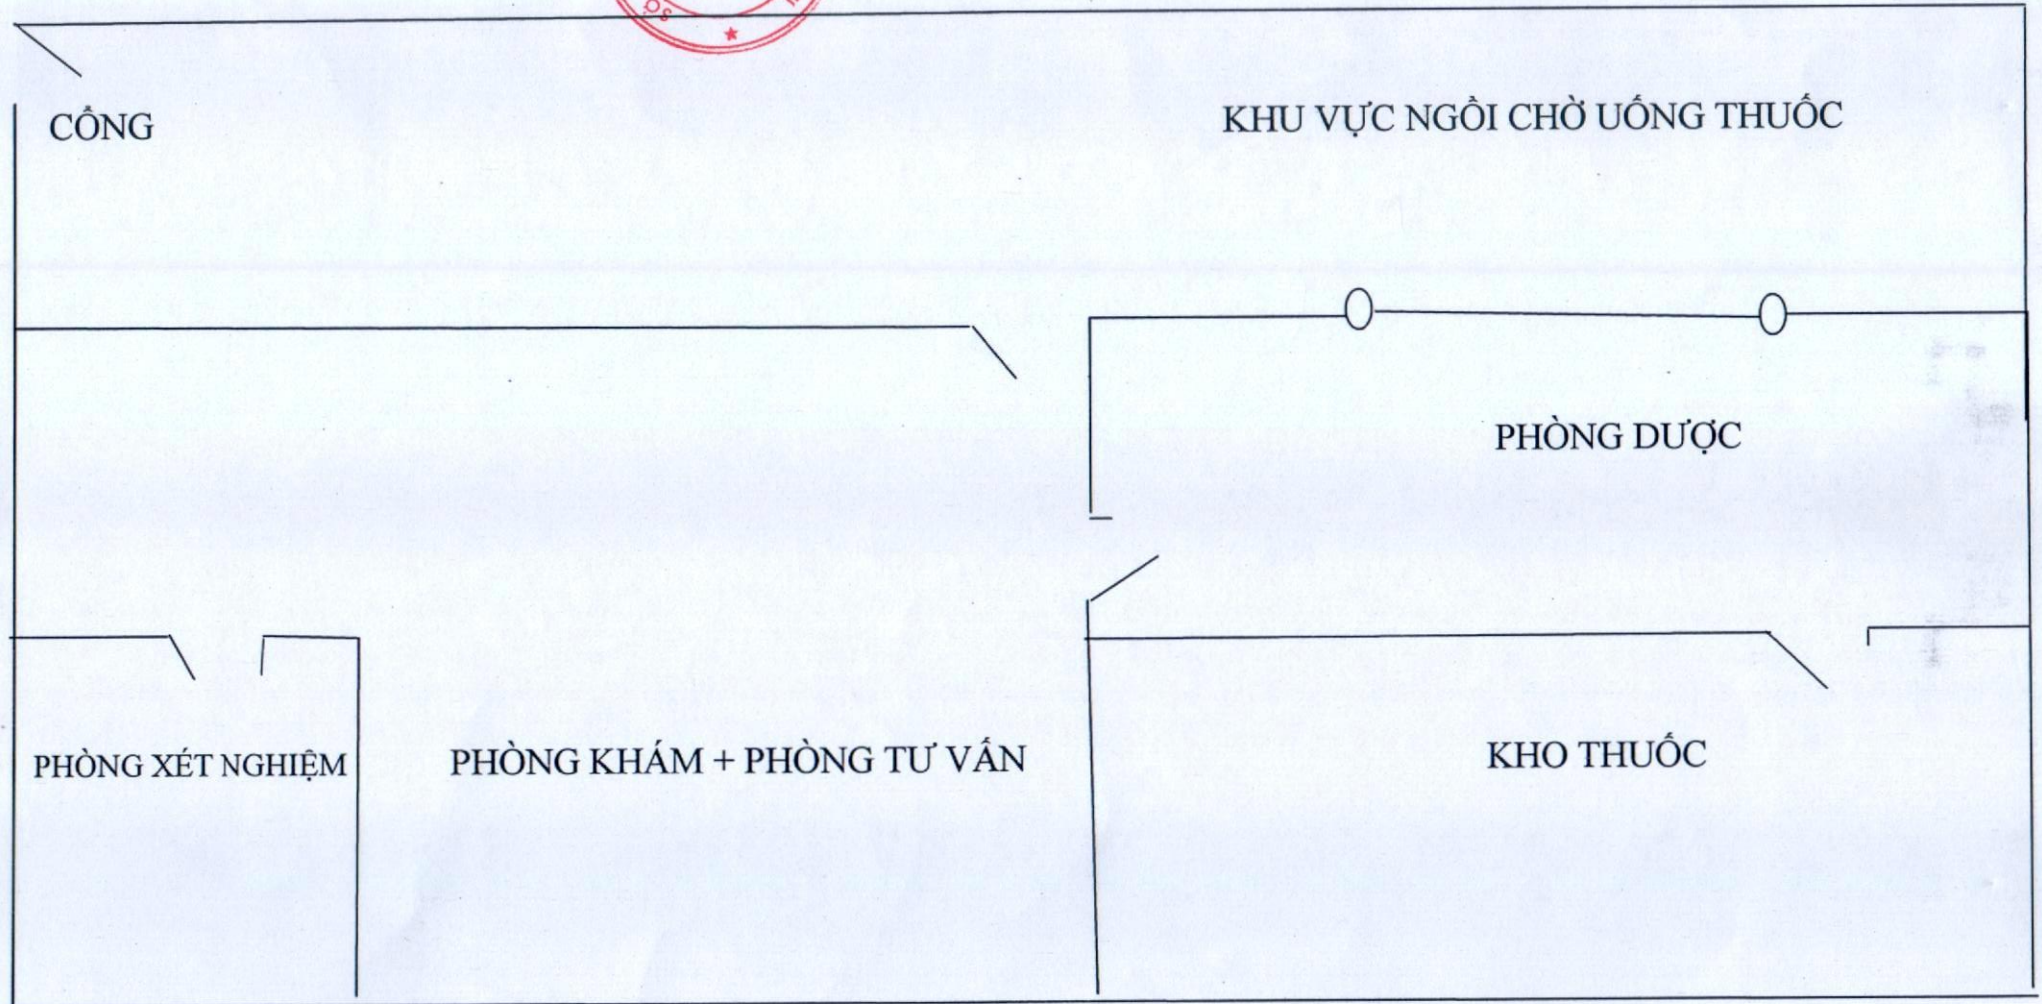 CỔNG
KHU VỰC NGỒI CHỜ UỐNG THUỐC
PHÒNG DƯỢC
PHÒNG XÉT NGHIỆM
PHÒNG KHÁM + PHÒNG TƯ VẤN
KHO THUỐC